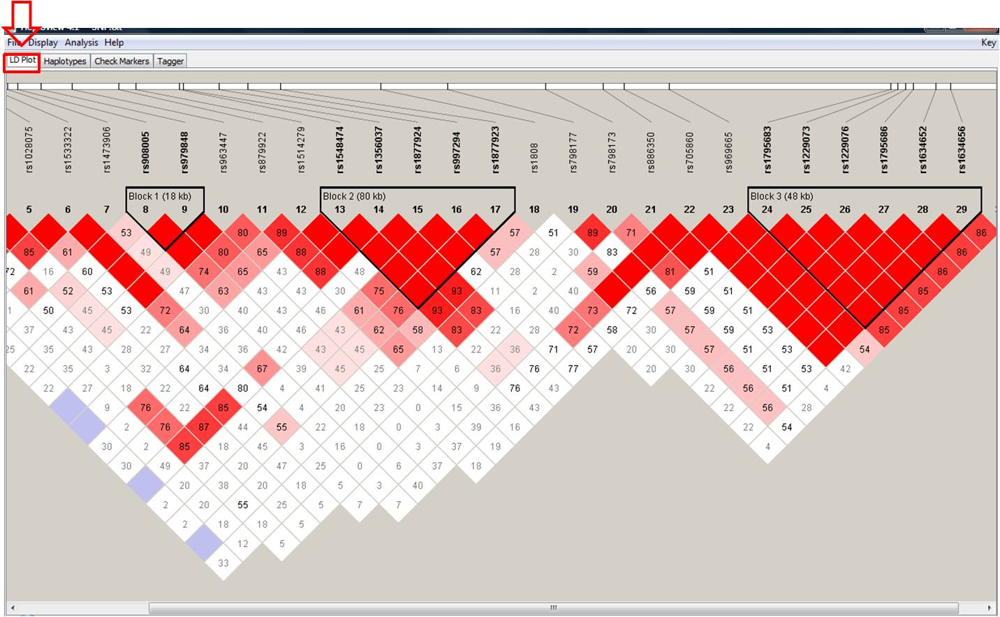 File Display Analysis Help Key
LD Plot Haplotypes Check Markers Tagger
rs1028075 rs1533322 rs1473906 rs908005 rs979848 rs963447 rs879922 rs1514279 rs1548474 rs1356037 rs1877924 rs997294 rs1877923 rs1808 rs798177 rs798173 rs886350 rs705860 rs969665 rs1795683 rs1229073 rs1229076 rs1795686 rs1634652 rs1634656
Block 1 (18 kb) Block 2 (80 kb) Block 3 (48 kb)
5 6 7 8 9 10 11 12 13 14 15 16 17 18 19 20 21 22 23 24 25 26 27 28 29
53 80 89 57 51 89 71 86
85 61 49 80 65 88 57 28 30 83 86
72 16 60 49 74 65 43 88 48 62 28 2 59 81 51 86
61 52 53 47 63 43 43 30 75 93 11 2 40 56 59 51 85
50 45 53 72 30 40 43 46 61 76 93 83 16 40 73 72 57 59 51 85
37 43 45 22 64 36 40 46 43 62 58 83 22 28 72 58 30 57 59 53 85
25 35 43 28 27 34 36 42 43 45 65 13 22 36 71 57 20 30 57 51 53 54
22 35 3 32 64 34 67 39 45 25 7 6 36 76 77 20 30 56 51 53 42
22 27 18 22 64 80 4 41 25 23 14 9 76 43 22 56 51 4
9 76 22 85 54 4 20 23 0 15 36 43 22 56 28
2 76 87 44 55 22 18 0 3 39 16 22 54
30 2 85 18 45 3 16 0 3 37 19 4
30 49 37 20 47 25 0 6 37 18
20 38 20 18 5 3 40
2 20 55 25 5 7 7
2 18 18 5
12 5
33